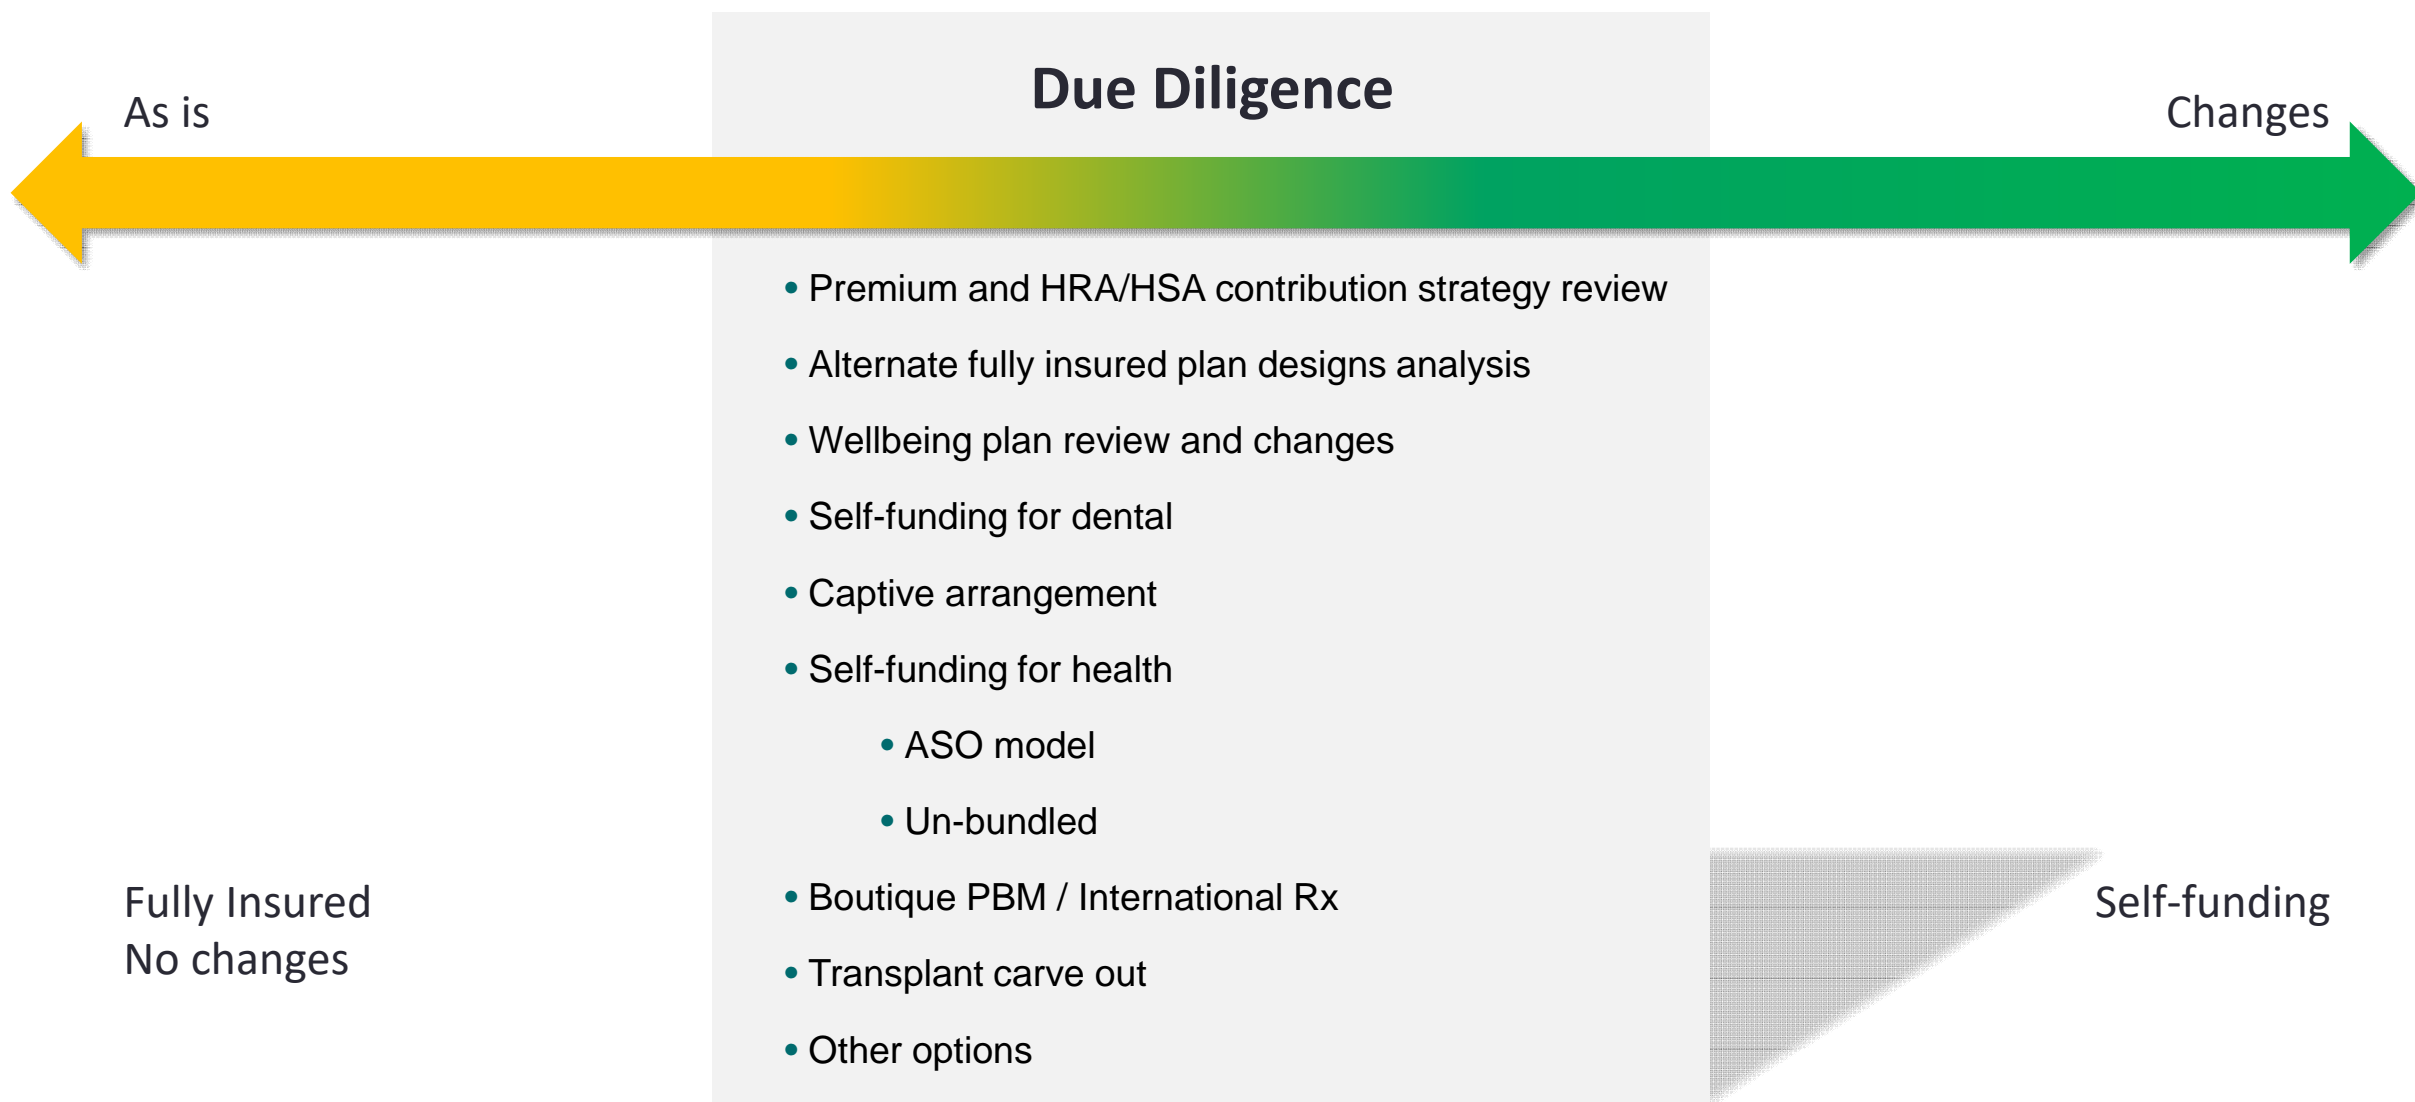 Due Diligence
As is
Changes
• Premium and HRA/HSA contribution strategy review
• Alternate fully insured plan designs analysis
• Wellbeing plan review and changes
• Self-funding for dental
• Captive arrangement
• Self-funding for health
• ASO model
• Un-bundled
• Boutique PBM / International Rx
• Transplant carve out
• Other options
Fully Insured
No changes
Self-funding